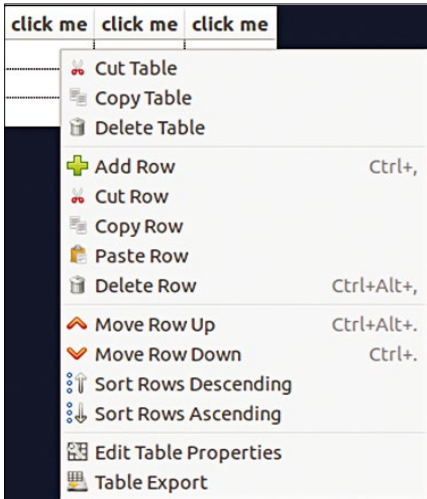 click me click me click me
Cut Table
Copy Table
Delete Table
Add Row Ctrl+,
Cut Row
Copy Row
Paste Row
Delete Row Ctrl+Alt+,
Move Row Up Ctrl+Alt+.
Move Row Down Ctrl+.
Sort Rows Descending
Sort Rows Ascending
Edit Table Properties
Table Export